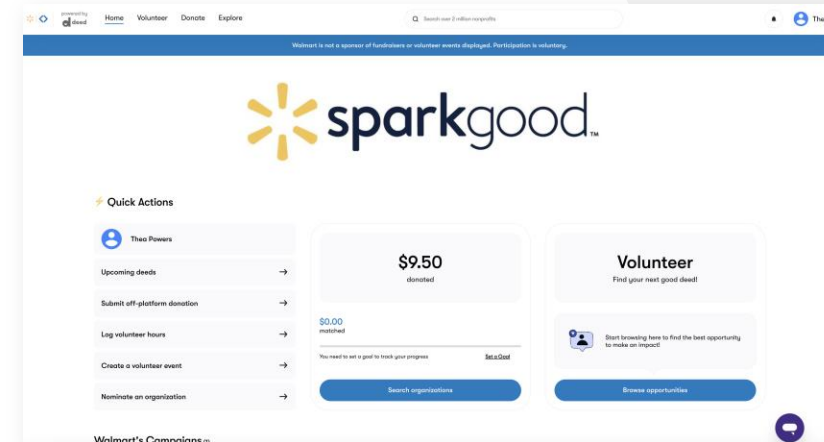 powered by
deed
Home Volunteer Donate Explore
Search over 2 million nonprofits
Thea
Walmart is not a sponsor of fundraisers or volunteer events displayed. Participation is voluntary.
sparkgood™
Quick Actions
Thea Powers
Upcoming deeds
Submit off-platform donation
Log volunteer hours
Create a volunteer event
Nominate an organization
$9.50
donated
$0.00
matched
You need to set a goal to track your progress Set a Goal
Search organizations
Volunteer
Find your next good deed!
Start browsing here to find the best opportunity
to make an impact!
Browse opportunities
Walmart's Campaigns